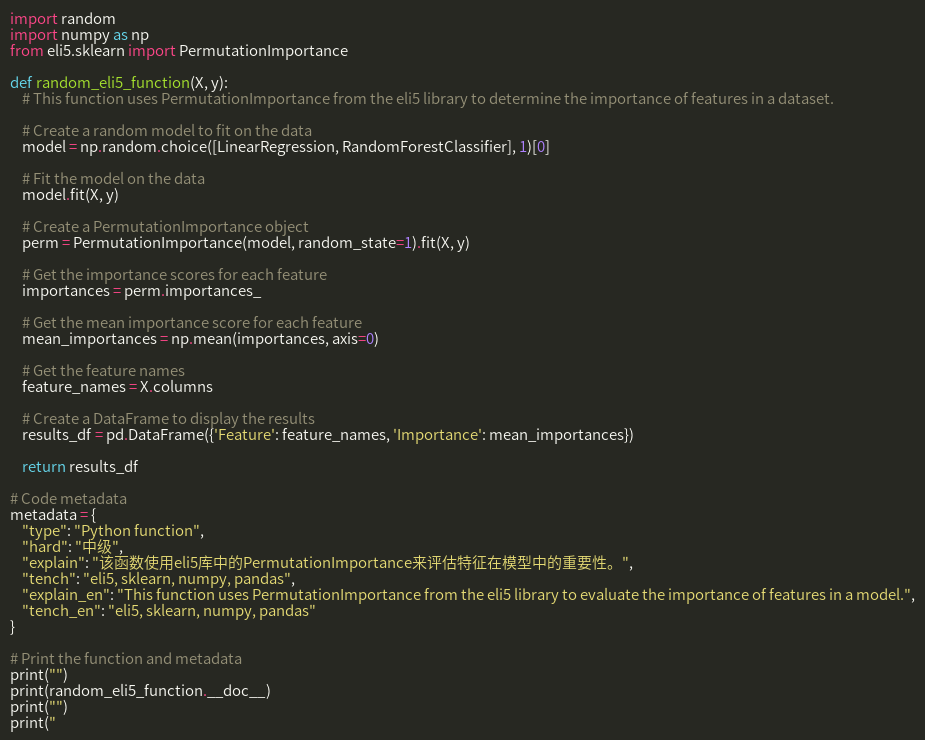 import random
import numpy as np
from eli5.sklearn import PermutationImportance
def random_eli5_function(X, y):
# This function uses PermutationImportance from the eli5 library to determine the importance of features in a dataset.
# Create a random model to fit on the data
model = np.random.choice([LinearRegression, RandomForestClassifier], 1)[0]
# Fit the model on the data
model.fit(X, y)
# Create a PermutationImportance object
perm = PermutationImportance(model, random_state=1).fit(X, y)
# Get the importance scores for each feature
importances = perm.importances_
# Get the mean importance score for each feature
mean_importances = np.mean(importances, axis=0)
# Get the feature names
feature_names = X.columns
# Create a DataFrame to display the results
results_df = pd.DataFrame({'Feature': feature_names, 'Importance': mean_importances})
return results_df
# Code metadata
metadata = {
"type": "Python function",
"hard": "中级",
"explain": "该函数使用eli5库中的PermutationImportance来评估特征在模型中的重要性。",
"tench": "eli5, sklearn, numpy, pandas",
"explain_en": "This function uses PermutationImportance from the eli5 library to evaluate the importance of features in a model.",
"tench_en": "eli5, sklearn, numpy, pandas"
}
# Print the function and metadata
print("")
print(random_eli5_function.__doc__)
print("")
print("